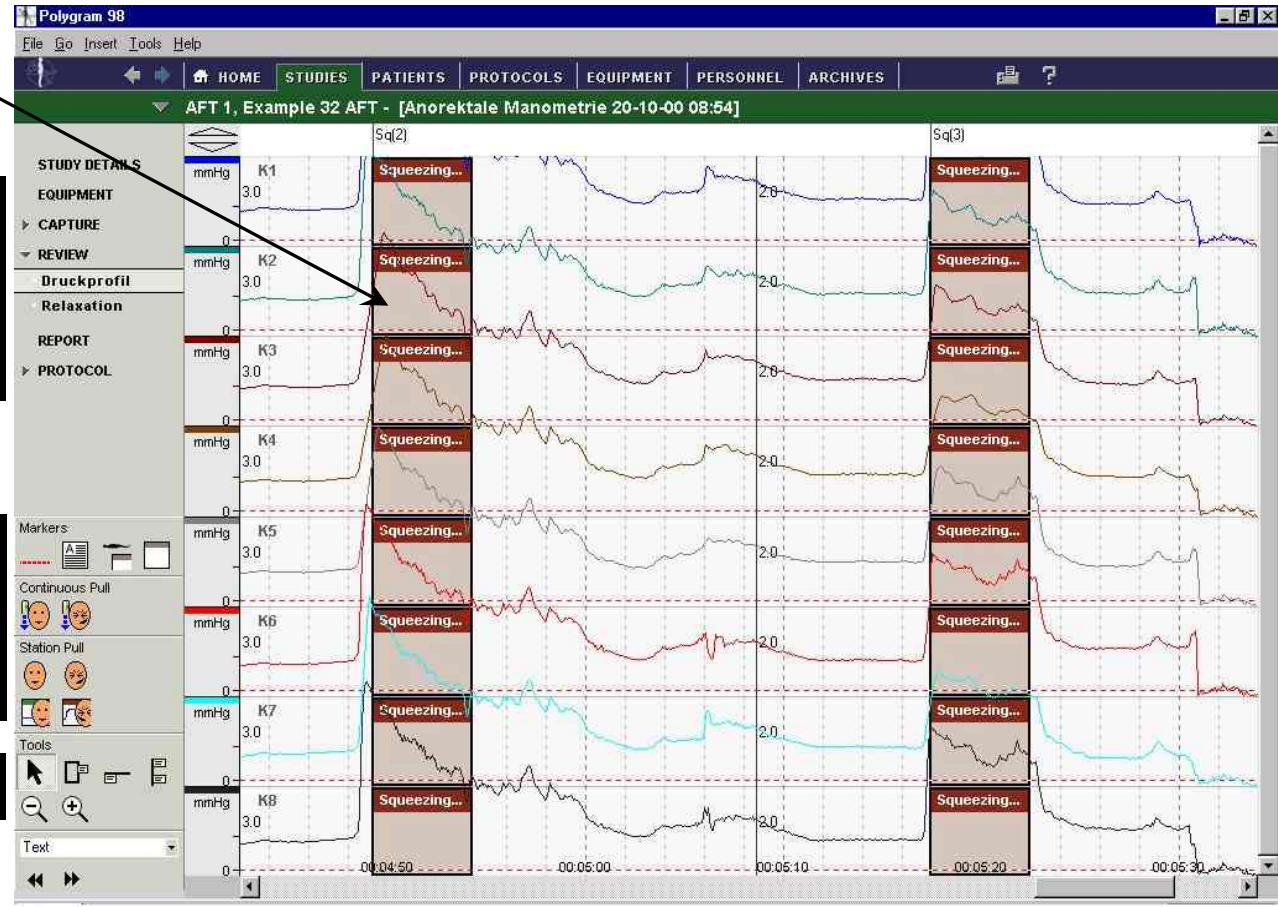 Polygram 98
File Go Insert Tools Help
HOME STUDIES PATIENTS PROTOCOLS EQUIPMENT PERSONNEL ARCHIVES ?
AFT 1, Example 32 AFT - [Anorektale Manometrie 20-10-00 08:54]
Sq(2) Sq(3)
STUDY DETAILS
EQUIPMENT
CAPTURE
REVIEW
Druckprofil
Relaxation
REPORT
PROTOCOL
Markers
Continuous Pull
Station Pull
Tools
Text
mmHg K1 Squeezing... Squeezing...
3.0 2.0
0
mmHg K2 Squeezing... Squeezing...
3.0 2.0
0
mmHg K3 Squeezing... Squeezing...
3.0 2.0
0
mmHg K4 Squeezing... Squeezing...
3.0 2.0
0
mmHg K5 Squeezing... Squeezing...
3.0 2.0
0
mmHg K6 Squeezing... Squeezing...
3.0 2.0
0
mmHg K7 Squeezing... Squeezing...
3.0 2.0
0
mmHg K8 Squeezing... Squeezing...
3.0 2.0
0
00:04:50 00:05:00 00:05:10 00:05:20 00:05:30